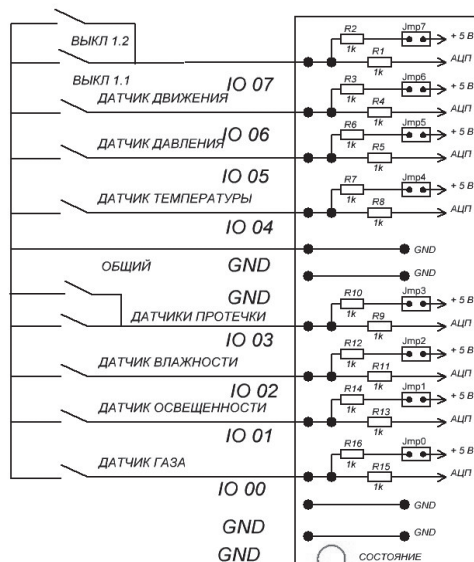 R2 Jmp7 + 5 В
1k
ВЫКЛ 1.2
R1 АЦП
1k
ВЫКЛ 1.1
IO 07
R3 Jmp6 + 5 В
1k
ДАТЧИК ДВИЖЕНИЯ
R4 АЦП
1k
IO 06
R6 Jmp5 + 5 В
1k
ДАТЧИК ДАВЛЕНИЯ
R5 АЦП
1k
IO 05
R7 Jmp4 + 5 В
1k
ДАТЧИК ТЕМПЕРАТУРЫ
R8 АЦП
1k
IO 04
GND
ОБЩИЙ
GND
GND
GND
R10 Jmp3 + 5 В
1k
ДАТЧИКИ ПРОТЕЧКИ
R9 АЦП
1k
IO 03
R12 Jmp2 + 5 В
1k
ДАТЧИК ВЛАЖНОСТИ
R11 АЦП
1k
IO 02
R14 Jmp1 + 5 В
1k
ДАТЧИК ОСВЕЩЕННОСТИ
R13 АЦП
1k
IO 01
R16 Jmp0 + 5 В
1k
ДАТЧИК ГАЗА
R15 АЦП
1k
IO 00
GND
GND
GND
GND
СОСТОЯНИЕ